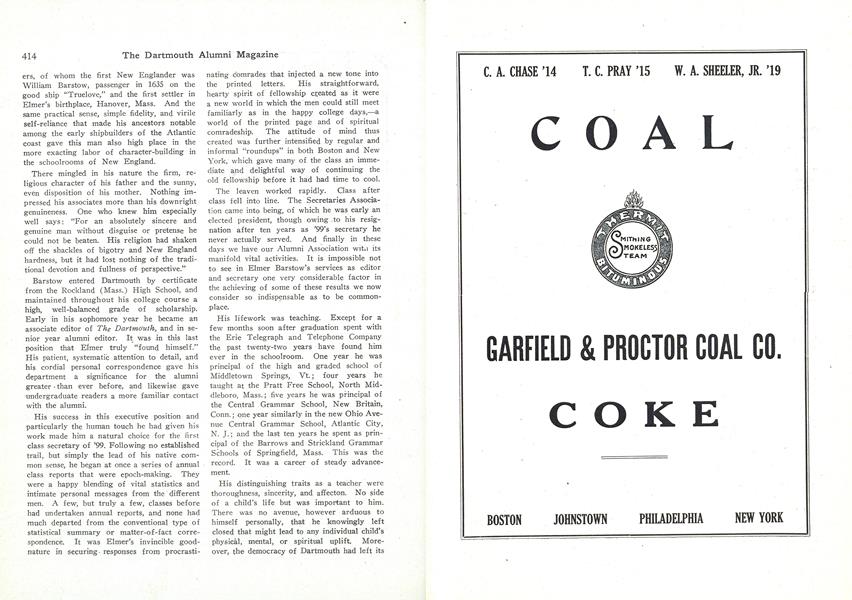 414
The Dartmouth Alumni Magazine
ers, of whom the first New Englander was
William Barstow, passenger in 1635 on the
good ship "Truelove," and the first settler in
Elmer's birthplace, Hanover, Mass. And the
same practical sense, simple fidelity, and virile
self-reliance that made his ancestors notable
among the early shipbuilders of the Atlantic
coast gave this man also high place in the
more exacting labor of character-building in
the schoolrooms of New England.
There mingled in his nature the firm, re-
ligious character of his father and the sunny,
even disposition of his mother. Nothing im-
pressed his associates more than his downright
genuineness. One who knew him especially
well says: "For an absolutely sincere and
genuine man without disguise or pretense he
could not be beaten. His religion had shaken
off the shackles of bigotry and New England
hardness, but it had lost nothing of the tradi-
tional devotion and fullness of perspective."
Barstow entered Dartmouth by certificate
from the Rockland (Mass.) High School, and
maintained throughout his college course a
high, well-balanced grade of scholarship.
Early in his sophomore year he became an
associate editor of The Dartmouth, and in se-
nior year alumni editor. It was in this last
position that Elmer truly "found himself."
His patient, systematic attention to detail, and
his cordial personal correspondence gave his
department a significance for the alumni
greater than ever before, and likewise gave
undergraduate readers a more familiar contact
with the alumni.
His success in this executive position and
particularly the human touch he had given his
work made him a natural choice for the first
class secretary of '99. Following no established
trail, but simply the lead of his native com-
mon sense, he began at once a series of annual
class reports that were epoch-making. They
were a happy blending of vital statistics and
intimate personal messages from the different
men. A few, but truly a few, classes before
had undertaken annual reports, and none had
much departed from the conventional type of
statistical summary or matter-of-fact corre-
spondence. It was Elmer's invincible good-
nature in securing responses from procrasti-
nating comrades that injected a new tone into
the printed letters. His straightforward,
hearty spirit of fellowship created as it were
a new world in which the men could still meet
familiarly as in the happy college days,—a
world of the printed page and of spiritual
comradeship. The attitude of mind thus
created was further intensified by regular and
informal "roundups" in both Boston and New
York, which gave many of the class an imme-
diate and delightful way of continuing the
old fellowship before it had had time to cool.
The leaven worked rapidly. Class after
class fell into line. The Secretaries Associa-
tion came into being, of which he was early an
elected president, though owing to his resig-
nation after ten years as '99's secretary he
never actually served. And finally in these
days we have our Alumni Association with its
manifold vital activities. It is impossible not
to see in Elmer Barstow's services as editor
and secretary one very considerable factor in
the achieving of some of these results we now
consider so indispensable as to be common-
place.
His lifework was teaching. Except for a
few months soon after graduation spent with
the Erie Telegraph and Telephone Company
the past twenty-two years have found him
ever in the schoolroom. One year he was
principal of the high and graded school of
Middletown Springs, Vt.; four years he
taught at the Pratt Free School, North Mid-
dleboro, Mass.; five years he was principal of
the Central Grammar School, New Britain,
Conn.; one year similarly in the new Ohio Ave-
nue Central Grammar School, Atlantic City,
N. J.; and the last ten years he spent as prin-
cipal of the Barrows and Strickland Grammar
Schools of Springfield, Mass. This was the
record. It was a career of steady advance-
ment.
His distinguishing traits as a teacher were
thoroughness, sincerity, and affecton. No side
of a child's life but was important to him.
There was no avenue, however arduous to
himself personally, that he knowingly left
closed that might lead to any individual child's
physical, mental, or spiritual uplift. More-
over, the democracy of Dartmouth had left its
C. A. CHASE '14 T. C. PRAY '15 W. A. SHEELER, JR. '19
COAL
THERMIT
SMITHING
SMOKELESS
STEAM
BITUMINOUS
GARFIELD & PROCTOR COAL CO.
COKE
BOSTON JOHNSTOWN PHILADELPHIA NEW YORK